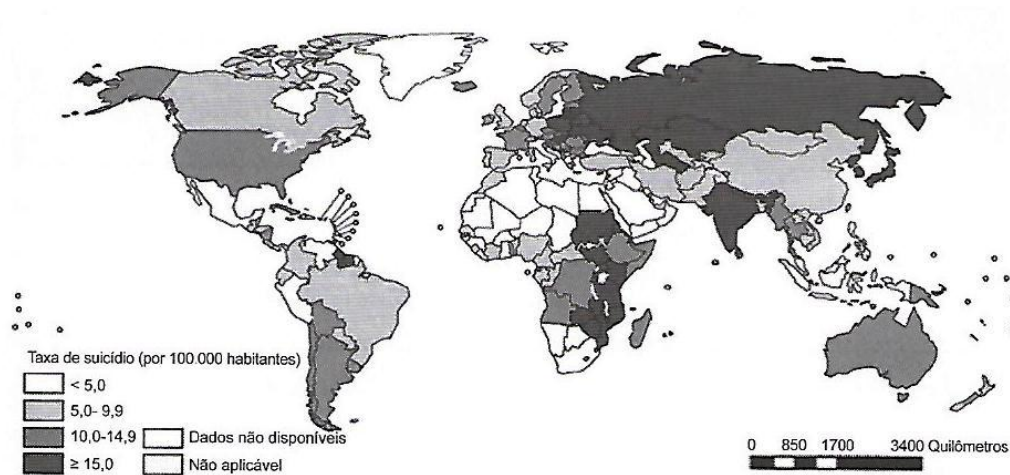 Taxa de suicídio (por 100.000 habitantes)
< 5,0
5,0- 9,9
10,0-14,9
≥ 15,0
Dados não disponíveis
Não aplicável
0 850 1700 3400 Quilômetros